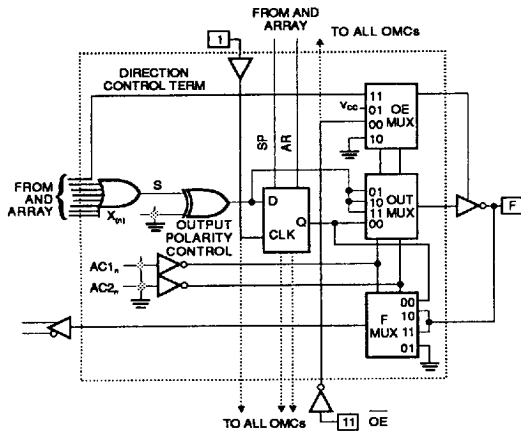 FROM AND
ARRAY
TO ALL OMCs
1
DIRECTION
CONTROL TERM
SP
AR
VCC
11
01
00
10
OE
MUX
FROM
AND
ARRAY
S
X(n)
OUTPUT
POLARITY
CONTROL
D
Q
CLK
01
10
11
00
OUT
MUX
F
AC1n
AC2n
F
MUX
00
10
11
01
TO ALL OMCs
11
OE